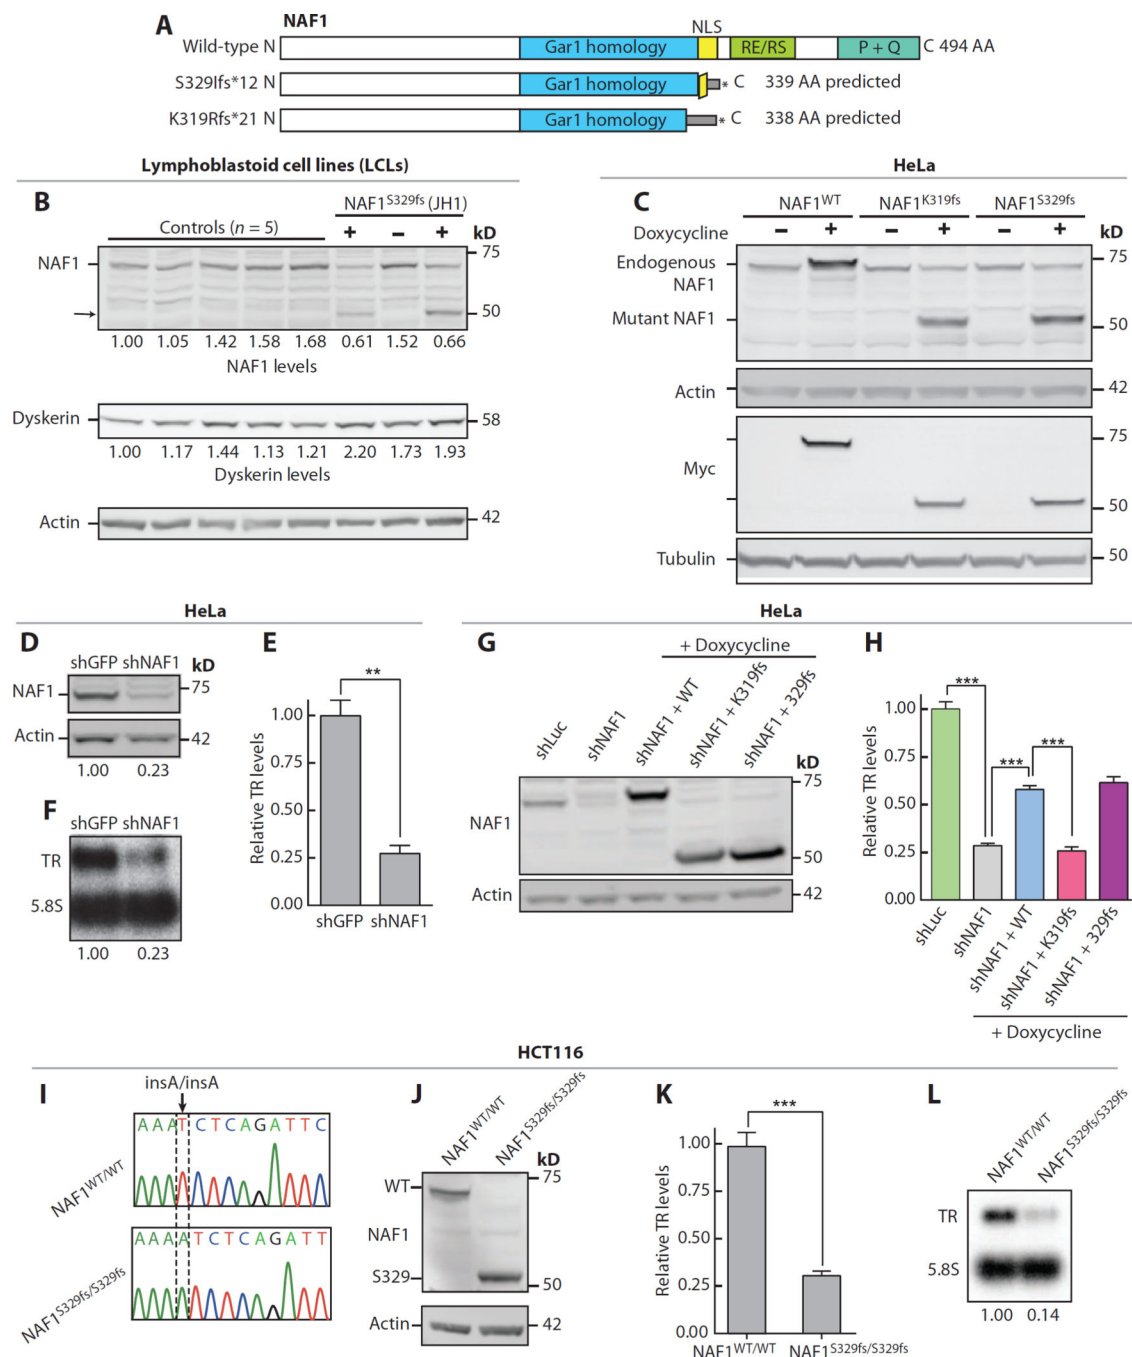 A NAF1
NLS
Wild-type N Gar1 homology RE/RS P + Q C 494 AA
S329Ifs*12 N Gar1 homology * C 339 AA predicted
K319Rfs*21 N Gar1 homology * C 338 AA predicted
Lymphoblastoid cell lines (LCLs)
B
NAF1S329fs (JH1)
Controls (n = 5) + − + kD
NAF1 75
50
1.00 1.05 1.42 1.58 1.68 0.61 1.52 0.66
NAF1 levels
Dyskerin 58
1.00 1.17 1.44 1.13 1.21 2.20 1.73 1.93
Dyskerin levels
Actin 42
HeLa
C
NAF1WT NAF1K319fs NAF1S329fs
Doxycycline − + − + − + kD
Endogenous NAF1 75
Mutant NAF1 50
Actin 42
75
Myc
50
Tubulin 50
HeLa
D
shGFP shNAF1 kD
NAF1 75
Actin 42
1.00 0.23
E
**
Relative TR levels
1.00
0.75
0.50
0.25
0.00
shGFP shNAF1
F
shGFP shNAF1
TR
5.8S
1.00 0.23
HeLa
G
+ Doxycycline
shLuc shNAF1 shNAF1 + WT shNAF1 + K319fs shNAF1 + 329fs
kD
75
NAF1
50
Actin 42
H
*** *** ***
Relative TR levels
1.00
0.75
0.50
0.25
0.00
shLuc shNAF1 shNAF1 + WT shNAF1 + K319fs shNAF1 + 329fs
+ Doxycycline
HCT116
I
insA/insA
A A A T C T C A G A T T C
NAF1WT/WT
A A A A T C T C A G A T T
NAF1S329fs/S329fs
J
NAF1WT/WT NAF1S329fs/S329fs
kD
WT 75
NAF1
S329 50
Actin 42
K
***
Relative TR levels
1.00
0.75
0.50
0.25
0.00
NAF1WT/WT NAF1S329fs/S329fs
L
NAF1WT/WT NAF1S329fs/S329fs
TR
5.8S
1.00 0.14